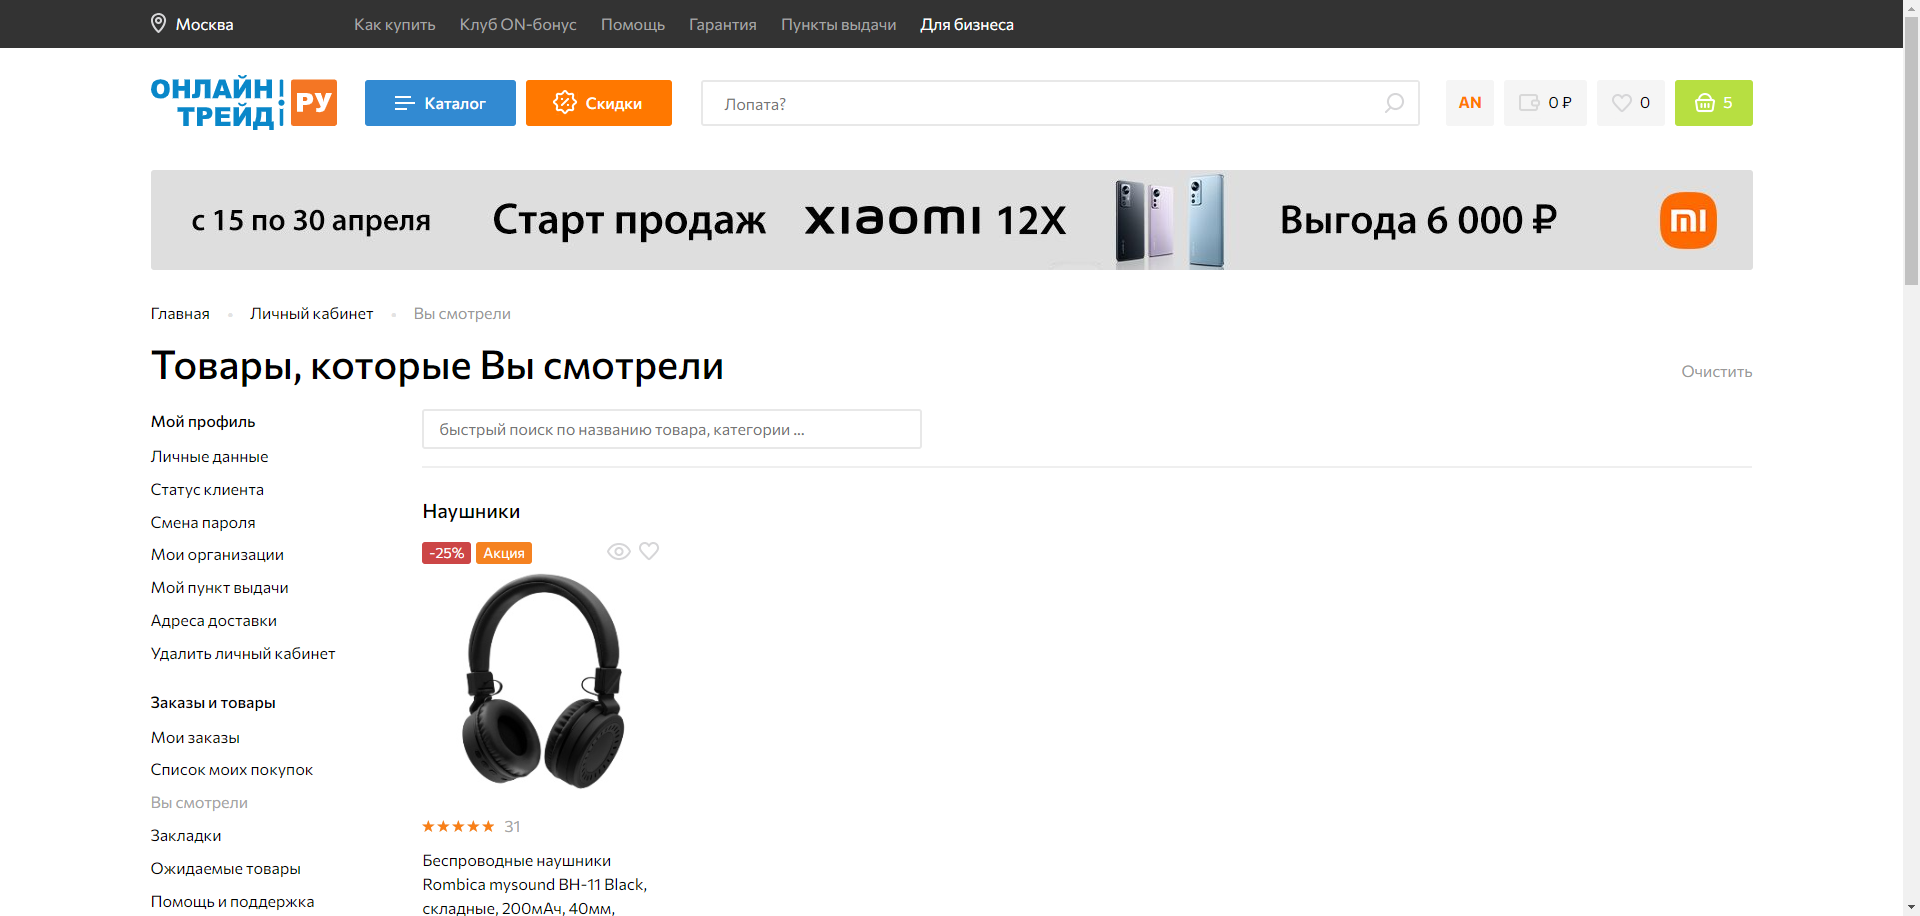 Москва
Как купить
Клуб ON-бонус
Помощь
Гарантия
Пункты выдачи
Для бизнеса
ОНЛАЙН
ТРЕЙД
РУ
Каталог
Скидки
Лопата?
AN
0 ₽
0
5
с 15 по 30 апреля
Старт продаж
xiaomi 12X
Выгода 6 000 ₽
mi
Главная
Личный кабинет
Вы смотрели
Товары, которые Вы смотрели
Очистить
Мой профиль
Личные данные
Статус клиента
Смена пароля
Мои организации
Мой пункт выдачи
Адреса доставки
Удалить личный кабинет
Заказы и товары
Мои заказы
Список моих покупок
Вы смотрели
Закладки
Ожидаемые товары
Помощь и поддержка
быстрый поиск по названию товара, категории ...
Наушники
-25%
Акция
31
Беспроводные наушники
Rombica mysound BH-11 Black,
складные, 200мАч, 40мм,